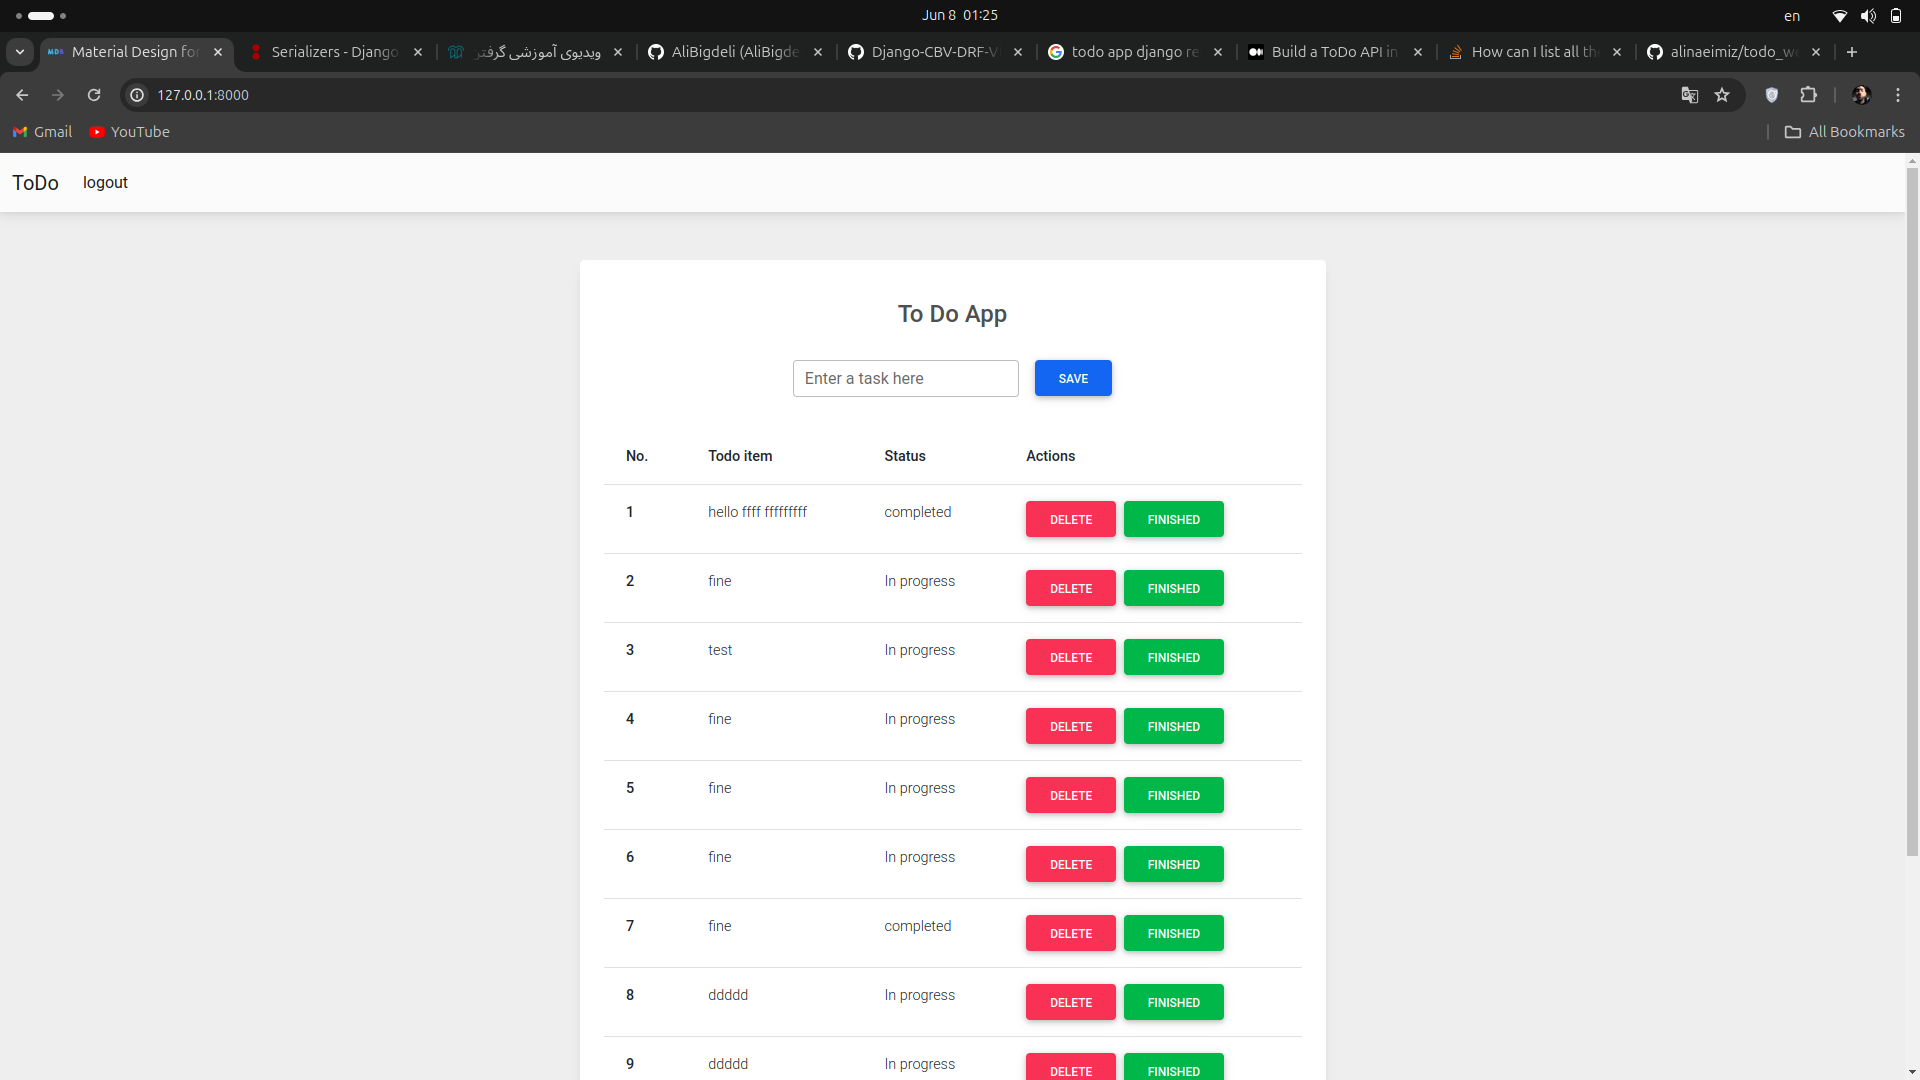 Jun 8 01:25
en
Material Design for
Serializers - Django
ویدیوی آموزشی گرفتن
AliBigdeli (AliBigde
Django-CBV-DRF-V
todo app django re
Build a ToDo API in
How can I list all the
alinaeimiz/todo_we
127.0.0.1:8000
Gmail
YouTube
All Bookmarks
ToDo
logout
To Do App
Enter a task here
SAVE
No. Todo item Status Actions
1 hello ffff fffffffff completed DELETE FINISHED
2 fine In progress DELETE FINISHED
3 test In progress DELETE FINISHED
4 fine In progress DELETE FINISHED
5 fine In progress DELETE FINISHED
6 fine In progress DELETE FINISHED
7 fine completed DELETE FINISHED
8 ddddd In progress DELETE FINISHED
9 ddddd In progress DELETE FINISHED